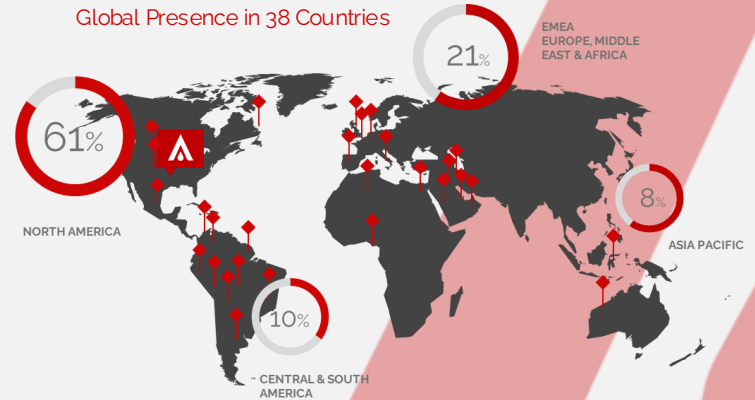 Global Presence in 38 Countries
21%
EMEA
EUROPE, MIDDLE
EAST & AFRICA
61%
NORTH AMERICA
8%
ASIA PACIFIC
10%
CENTRAL & SOUTH
AMERICA